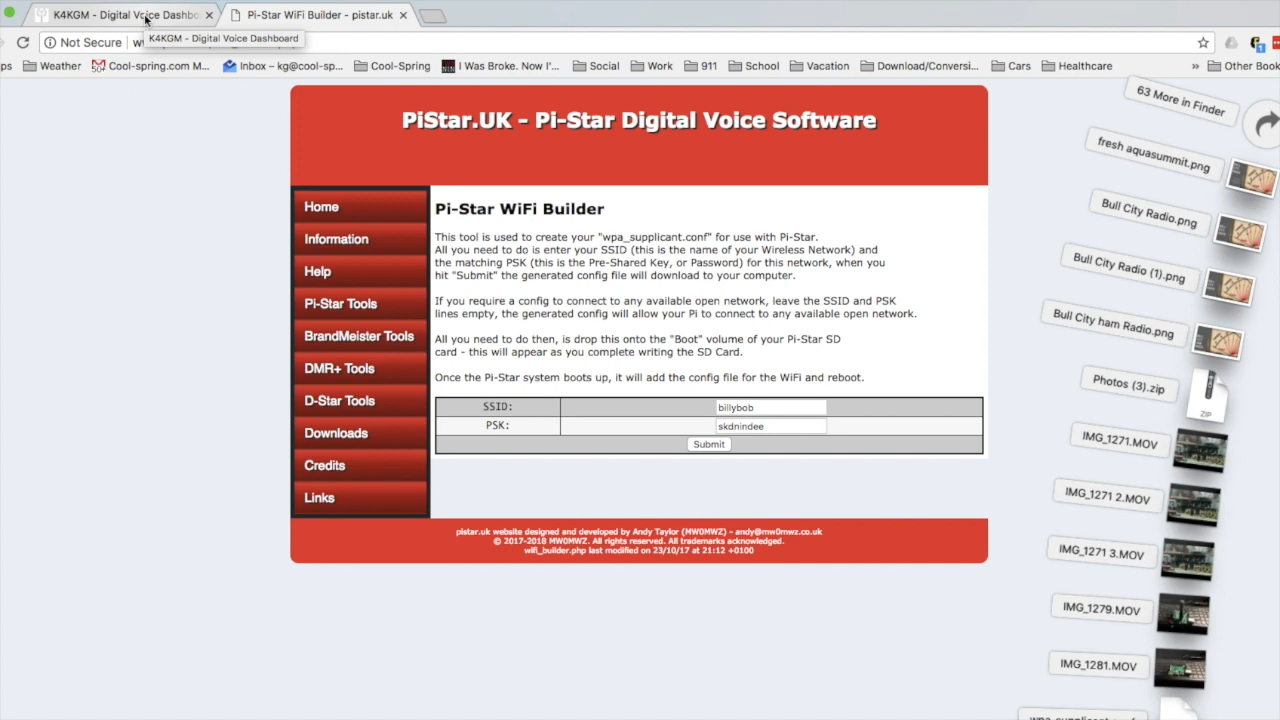 K4KGM - Digital Voice Dashbo
Pi-Star WiFi Builder - pistar.uk
Not Secure
K4KGM - Digital Voice Dashboard
ps
Weather
Cool-spring.com M...
Inbox – kg@cool-sp...
Cool-Spring
I Was Broke. Now I'...
Social
Work
911
School
Vacation
Download/Conversi...
Cars
Healthcare
»
Other Book
PiStar.UK - Pi-Star Digital Voice Software
Home
Information
Help
Pi-Star Tools
BrandMeister Tools
DMR+ Tools
D-Star Tools
Downloads
Credits
Links
Pi-Star WiFi Builder
This tool is used to create your "wpa_supplicant.conf" for use with Pi-Star.
All you need to do is enter your SSID (this is the name of your Wireless Network) and
the matching PSK (this is the Pre-Shared Key, or Password) for this network, when you
hit "Submit" the generated config file will download to your computer.
If you require a config to connect to any available open network, leave the SSID and PSK
lines empty, the generated config will allow your Pi to connect to any available open network.
All you need to do then, is drop this onto the "Boot" volume of your Pi-Star SD
card - this will appear as you complete writing the SD Card.
Once the Pi-Star system boots up, it will add the config file for the WiFi and reboot.
SSID: billybob
PSK: skdnindee
Submit
pistar.uk website designed and developed by Andy Taylor (MW0MWZ) - andy@mw0mwz.co.uk
© 2017-2018 MW0MWZ. All rights reserved. All trademarks acknowledged.
wifi_builder.php last modified on 23/10/17 at 21:12 +0100
63 More in Finder
fresh aquasummit.png
Bull City Radio.png
Bull City Radio (1).png
Bull City ham Radio.png
Photos (3).zip
ZIP
IMG_1271.MOV
IMG_1271 2.MOV
IMG_1271 3.MOV
IMG_1279.MOV
IMG_1281.MOV